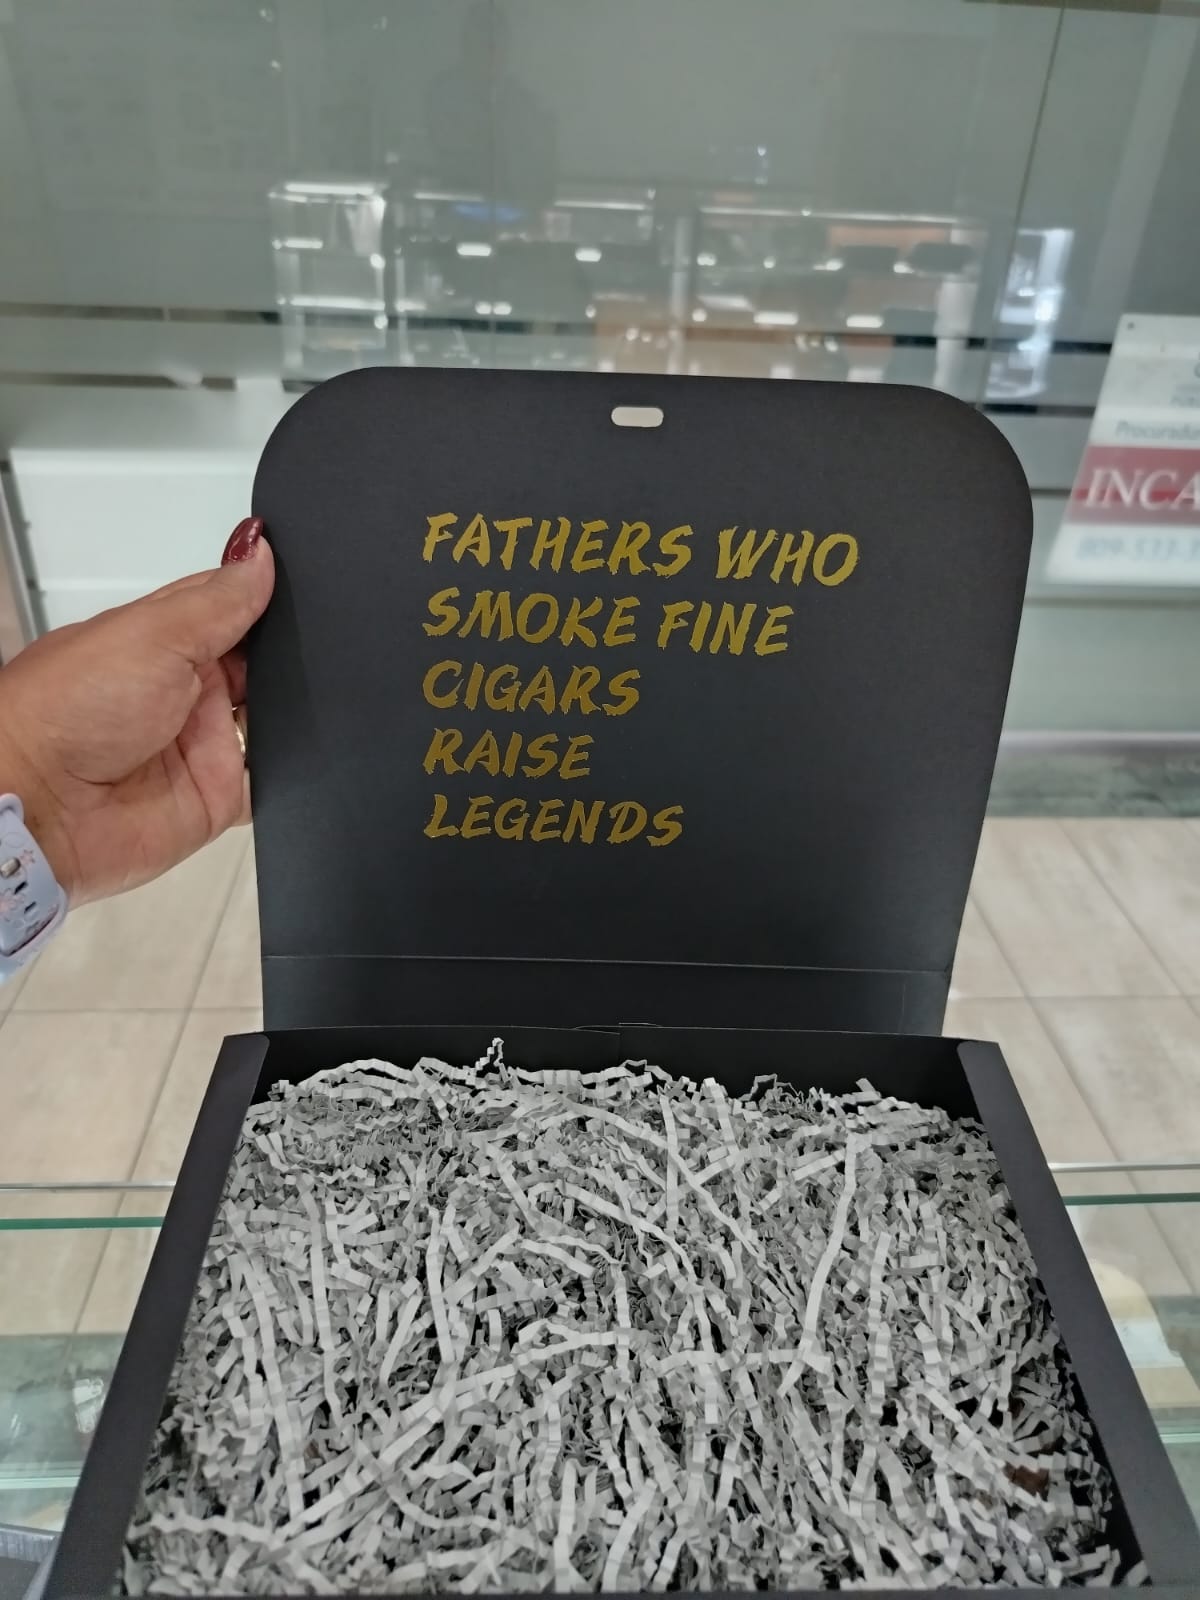 FATHERS WHO
SMOKE FINE
CIGARS
RAISE
LEGENDS
INCA